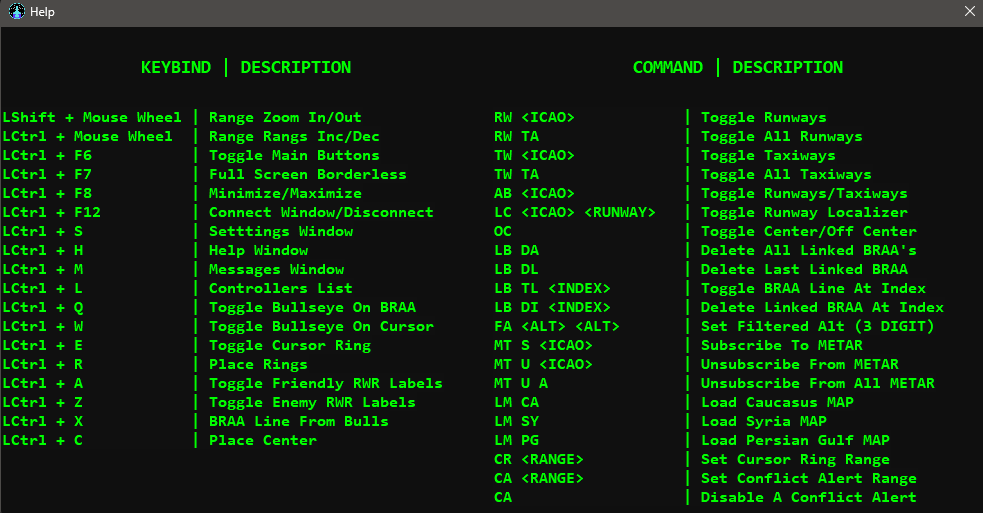 Help
KEYBIND | DESCRIPTION
LShift + Mouse Wheel | Range Zoom In/Out
LCtrl + Mouse Wheel | Range Rangs Inc/Dec
LCtrl + F6 | Toggle Main Buttons
LCtrl + F7 | Full Screen Borderless
LCtrl + F8 | Minimize/Maximize
LCtrl + F12 | Connect Window/Disconnect
LCtrl + S | Setttings Window
LCtrl + H | Help Window
LCtrl + M | Messages Window
LCtrl + L | Controllers List
LCtrl + Q | Toggle Bullseye On BRAA
LCtrl + W | Toggle Bullseye On Cursor
LCtrl + E | Toggle Cursor Ring
LCtrl + R | Place Rings
LCtrl + A | Toggle Friendly RWR Labels
LCtrl + Z | Toggle Enemy RWR Labels
LCtrl + X | BRAA Line From Bulls
LCtrl + C | Place Center
COMMAND | DESCRIPTION
RW <ICAO> | Toggle Runways
RW TA | Toggle All Runways
TW <ICAO> | Toggle Taxiways
TW TA | Toggle All Taxiways
AB <ICAO> | Toggle Runways/Taxiways
LC <ICAO> <RUNWAY> | Toggle Runway Localizer
OC | Toggle Center/Off Center
LB DA | Delete All Linked BRAA's
LB DL | Delete Last Linked BRAA
LB TL <INDEX> | Toggle BRAA Line At Index
LB DI <INDEX> | Delete Linked BRAA At Index
FA <ALT> <ALT> | Set Filtered Alt (3 DIGIT)
MT S <ICAO> | Subscribe To METAR
MT U <ICAO> | Unsubscribe From METAR
MT U A | Unsubscribe From All METAR
LM CA | Load Caucasus MAP
LM SY | Load Syria MAP
LM PG | Load Persian Gulf MAP
CR <RANGE> | Set Cursor Ring Range
CA <RANGE> | Set Conflict Alert Range
CA | Disable A Conflict Alert